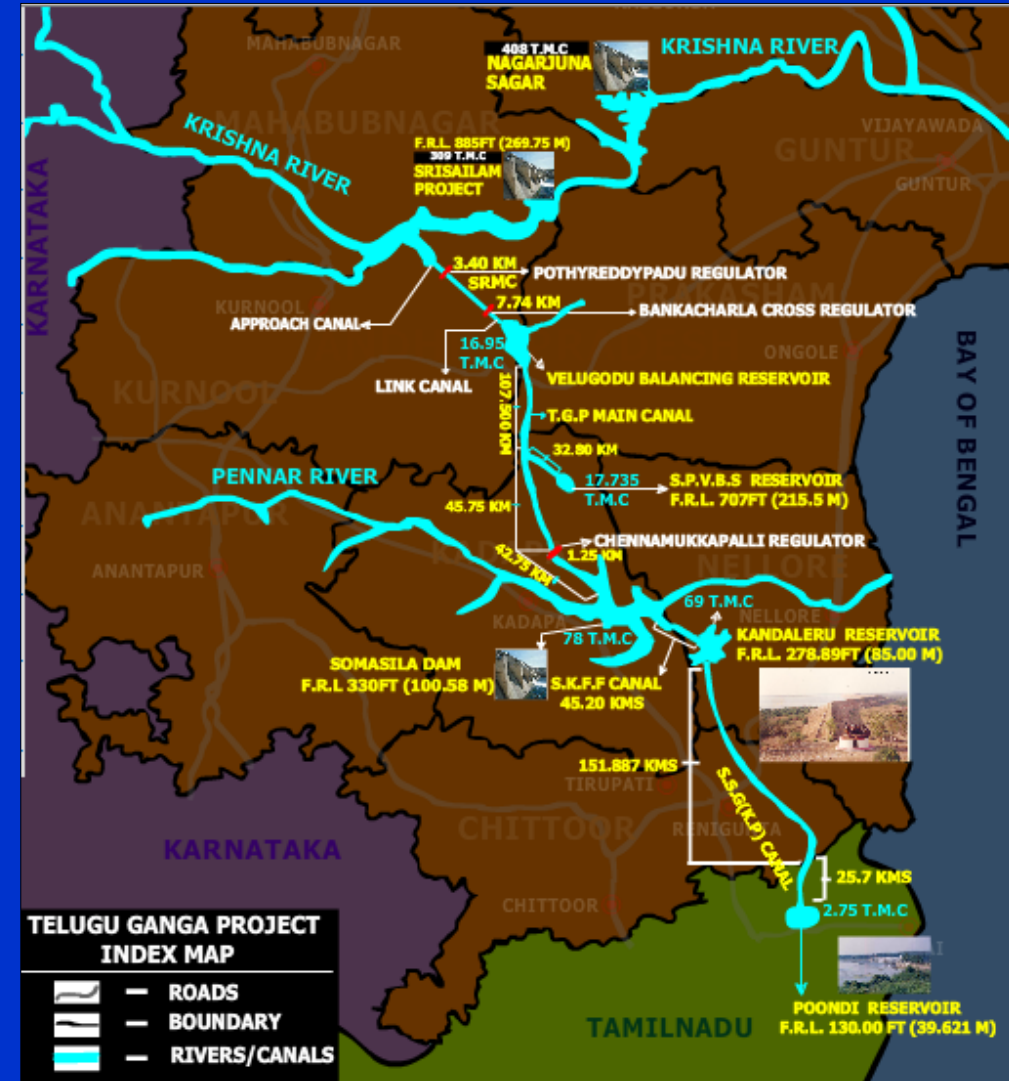 MAHABUBNAGAR
408 T.M.C
NAGARJUNA
SAGAR
KRISHNA RIVER
KRISHNA RIVER
MAHABUBNAGAR
F.R.L. 885FT (269.75 M)
309 T.M.C
SRISAILAM
PROJECT
VIJAYAWADA
GUNTUR
GUNTUR
KARNATAKA
3.40 KM
SRMC
POTHYREDDYPADU REGULATOR
PRAKASHAM
7.74 KM
BANKACHARLA CROSS REGULATOR
KURNOOL
APPROACH CANAL
16.95
T.M.C
ONGOLE
BAY OF BENGAL
LINK CANAL
VELUGODU BALANCING RESERVOIR
KURNOOL
107.500 KM
T.G.P MAIN CANAL
32.80 KM
PENNAR RIVER
17.735
T.M.C
S.P.V.B.S RESERVOIR
F.R.L. 707FT (215.5 M)
ANANTAPUR
45.75 KM
CHENNAMUKKAPALLI REGULATOR
1.25 KM
42.75 KM
NELLORE
ANANTAPUR
69 T.M.C
NELLORE
KADAPA
78 T.M.C
KANDALERU RESERVOIR
F.R.L. 278.89FT (85.00 M)
SOMASILA DAM
F.R.L 330FT (100.58 M)
S.K.F.F CANAL
45.20 KMS
151.887 KMS
TIRUPATI
S.S.G(K.P) CANAL
CHITTOOR
RENIGUNTA
KARNATAKA
25.7 KMS
CHITTOOR
2.75 T.M.C
POONDI RESERVOIR
F.R.L. 130.00 FT (39.621 M)
TAMILNADU
TELUGU GANGA PROJECT
INDEX MAP
— ROADS
— BOUNDARY
— RIVERS/CANALS